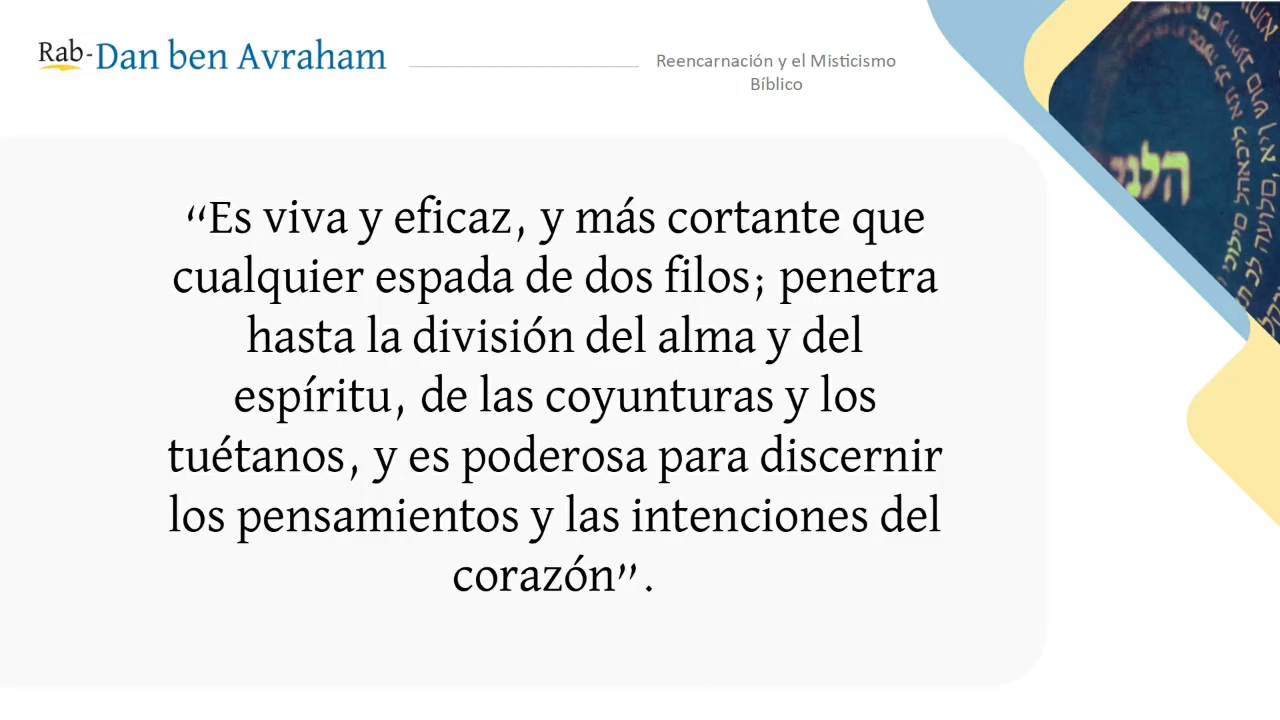 Rab-Dan ben Avraham
Reencarnación y el Misticismo
Bíblico
“Es viva y eficaz, y más cortante que
cualquier espada de dos filos; penetra
hasta la división del alma y del
espíritu, de las coyunturas y los
tuétanos, y es poderosa para discernir
los pensamientos y las intenciones del
corazón”.